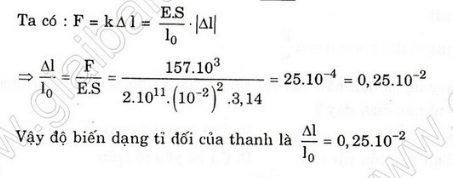 Ta có : F = kΔl = E.S/l₀ .|Δl|
⇒ Δl/l₀ = F/E.S = 157.10³/2.10¹¹.(10⁻²)².3,14 = 25.10⁻⁴ = 0,25.10⁻²
Vậy độ biến dạng tỉ đối của thanh là Δl/l₀ = 0,25.10⁻²